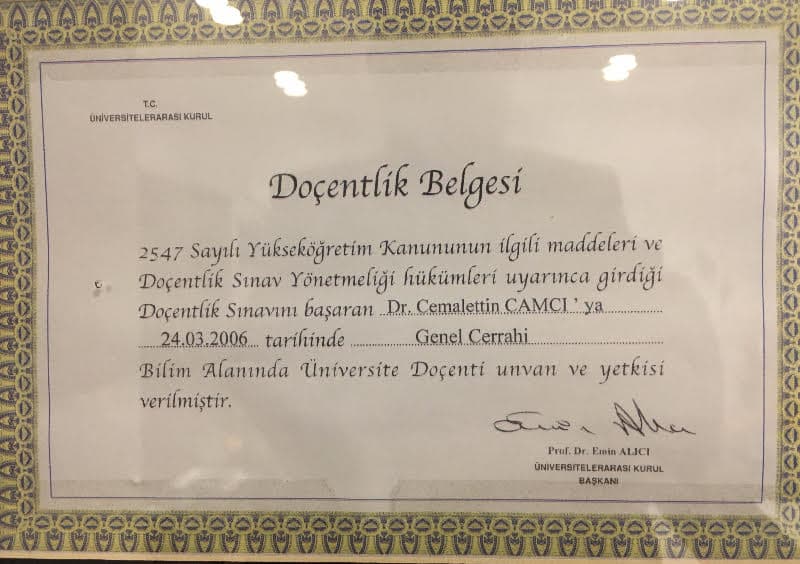 T.C.
ÜNİVERSİTELERARASI KURUL
Doçentlik Belgesi
2547 Sayılı Yükseköğretim Kanununun ilgili maddeleri ve
Doçentlik Sınav Yönetmeliği hükümleri uyarınca girdiği
Doçentlik Sınavını başaran Dr. Cemalettin CAMCI ' ya
24.03.2006 tarihinde Genel Cerrahi
Bilim Alanında Üniversite Doçenti unvan ve yetkisi
verilmiştir.
Prof. Dr. Emin ALICI
ÜNİVERSİTELERARASI KURUL
BAŞKANI